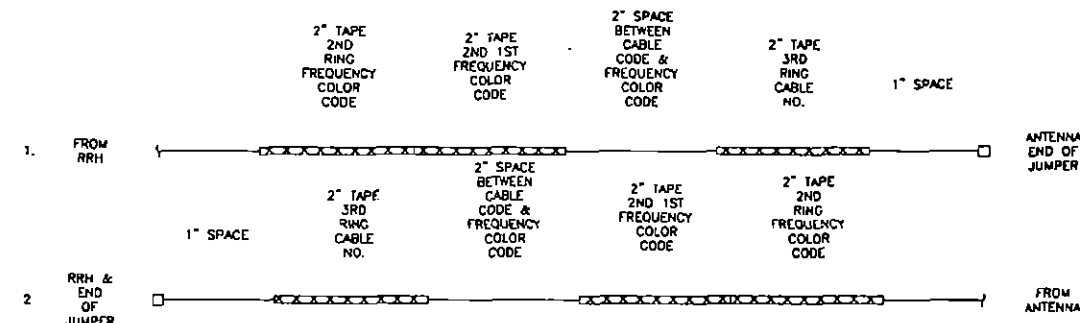 2" TAPE
2ND
RING
FREQUENCY
COLOR
CODE
2" TAPE
2ND 1ST
FREQUENCY
COLOR
CODE
2" SPACE
BETWEEN
CABLE
CODE &
FREQUENCY
COLOR
CODE
2" TAPE
3RD
RING
CABLE
NO.
1" SPACE
1.
FROM
RRH
ANTENNA
END OF
JUMPER
1" SPACE
2" TAPE
3RD
RING
CABLE
NO.
2" SPACE
BETWEEN
CABLE
CODE &
FREQUENCY
COLOR
CODE
2" TAPE
2ND 1ST
FREQUENCY
COLOR
CODE
2" TAPE
2ND
RING
FREQUENCY
COLOR
CODE
2
RRH &
END
OF
JUMPER
FROM
ANTENNA